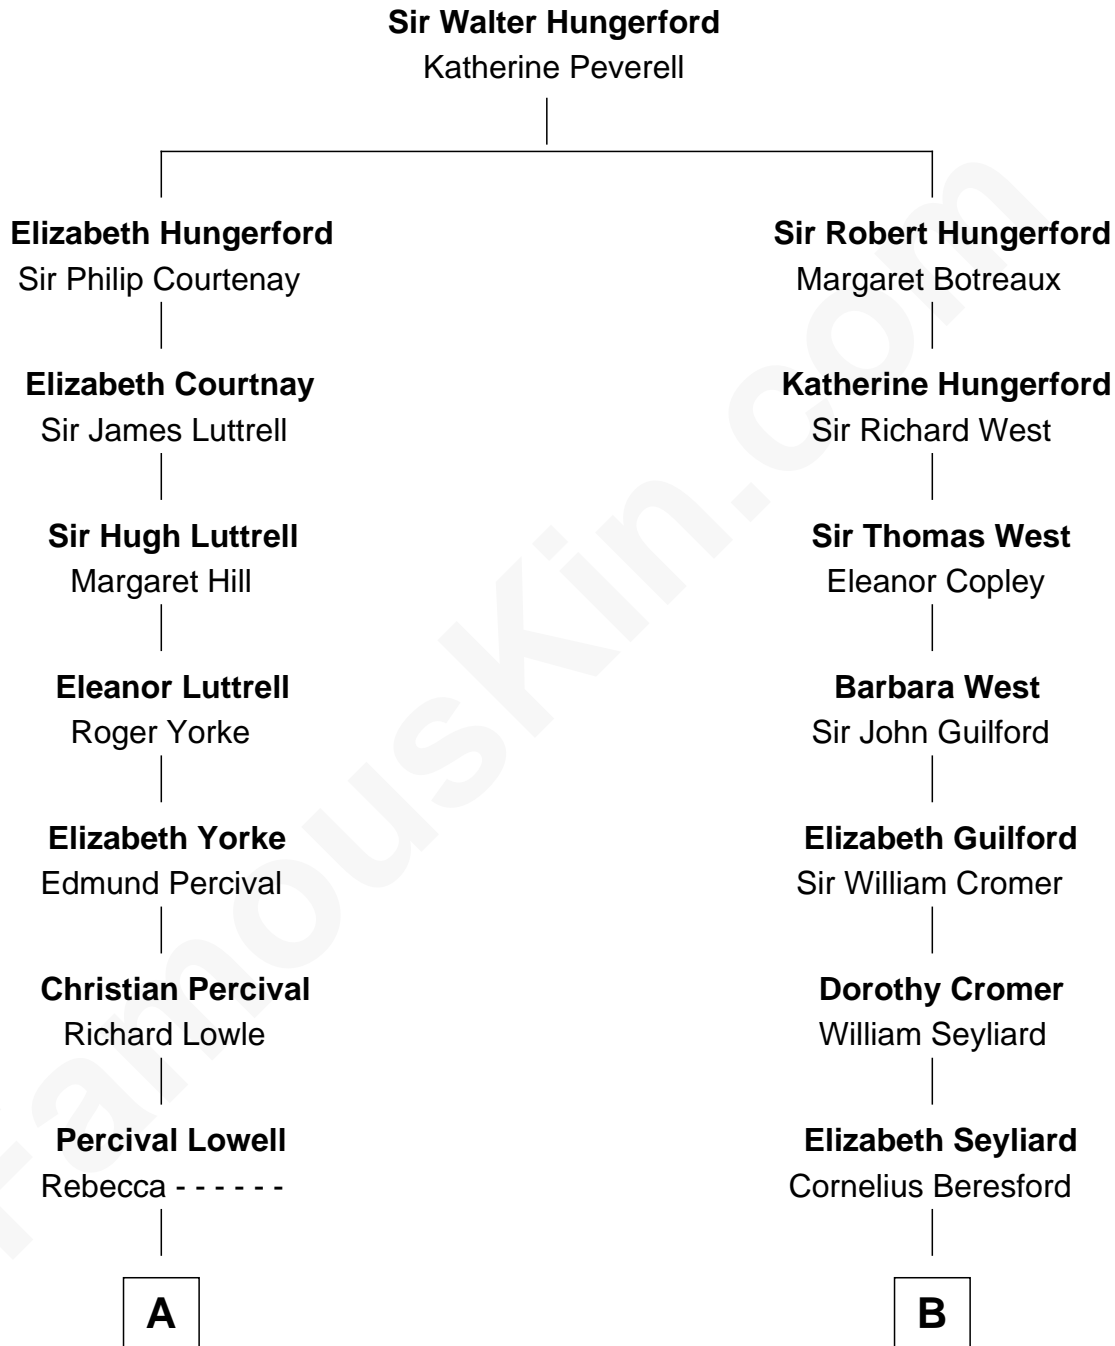 Sir Walter Hungerford
Katherine Peverell
Elizabeth Hungerford
Sir Philip Courtenay
Sir Robert Hungerford
Margaret Botreaux
Elizabeth Courtnay
Sir James Luttrell
Katherine Hungerford
Sir Richard West
Sir Hugh Luttrell
Margaret Hill
Sir Thomas West
Eleanor Copley
Eleanor Luttrell
Roger Yorke
Barbara West
Sir John Guilford
Elizabeth Yorke
Edmund Percival
Elizabeth Guilford
Sir William Cromer
Christian Percival
Richard Lowle
Dorothy Cromer
William Seyliard
Percival Lowell
Rebecca - - - - - -
Elizabeth Seyliard
Cornelius Beresford
A
B
FamousKin.com